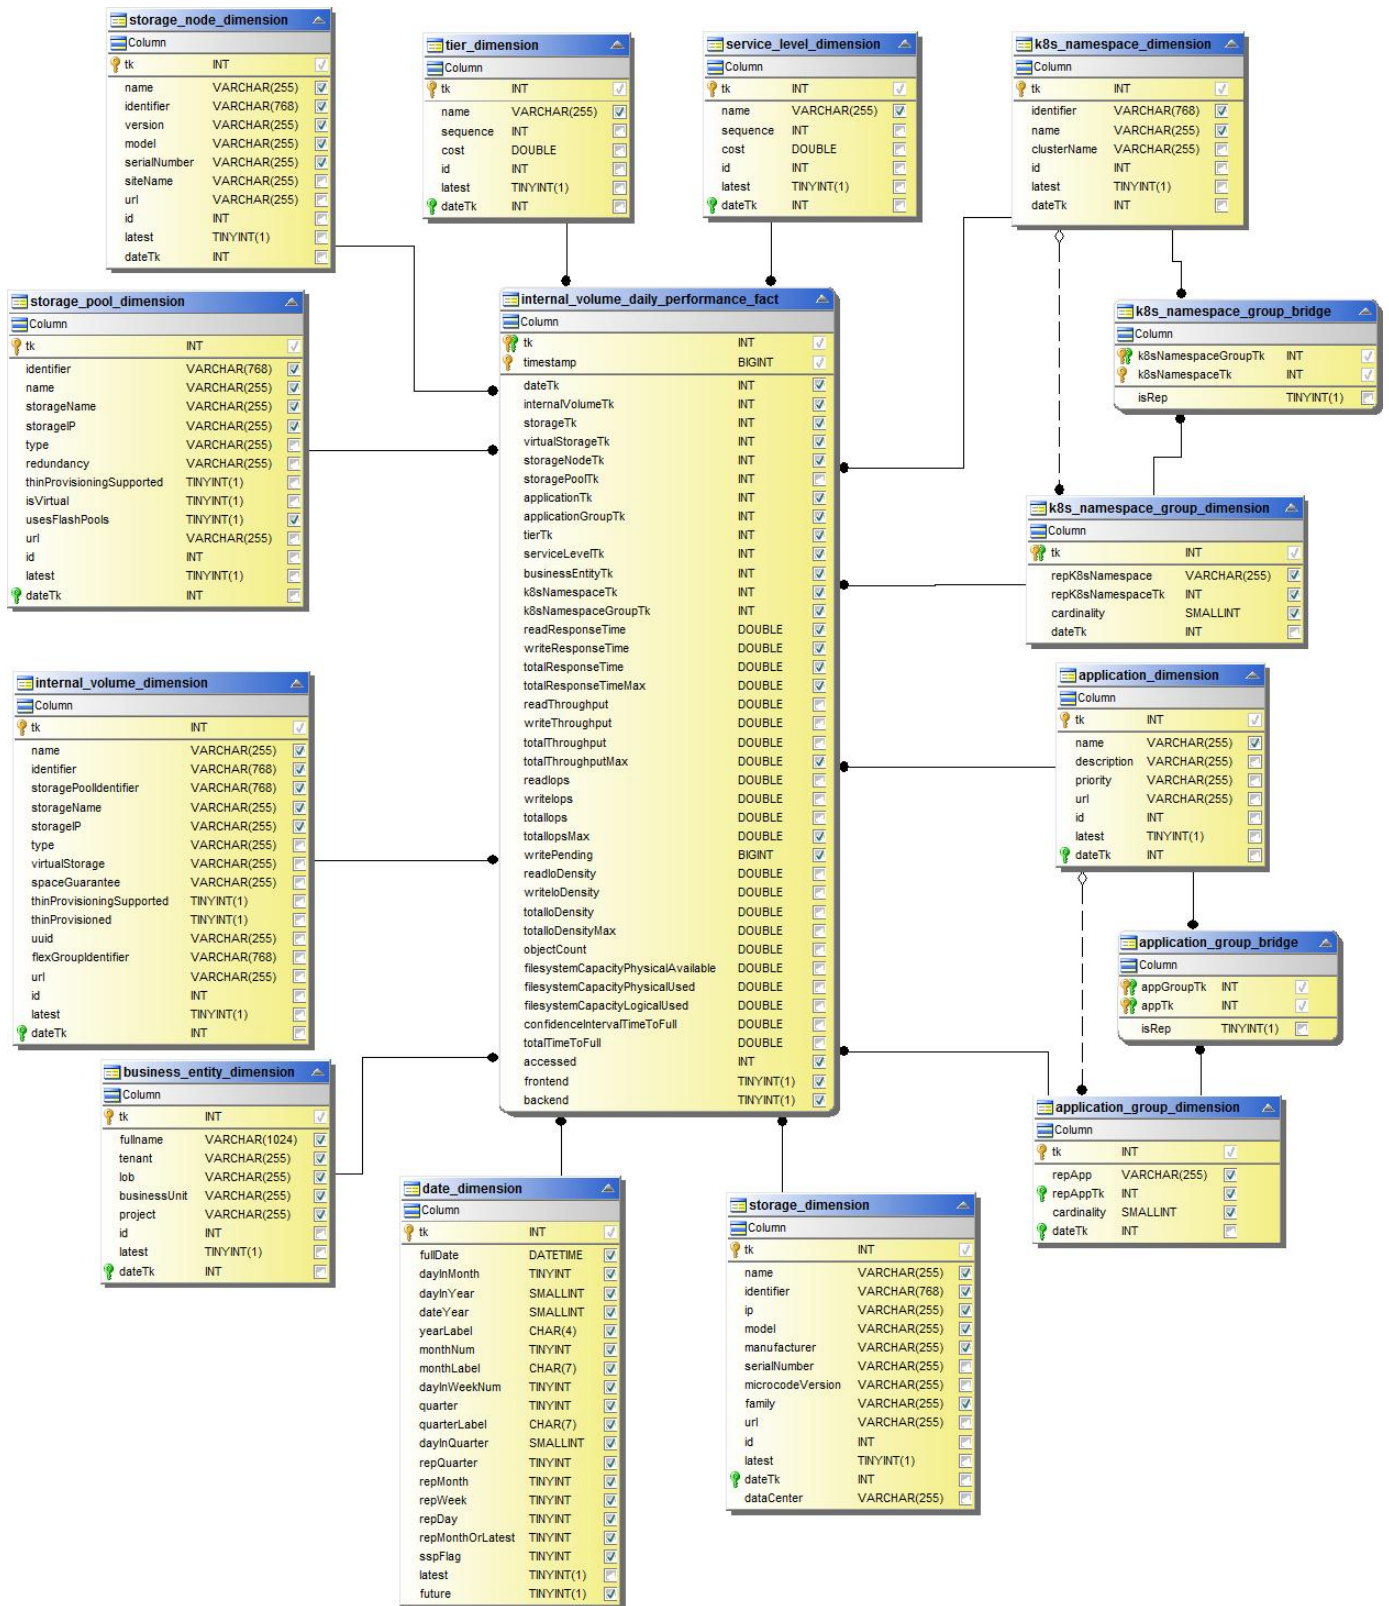 storage_node_dimension
Column
tk INT
name VARCHAR(255)
identifier VARCHAR(768)
version VARCHAR(255)
model VARCHAR(255)
serialNumber VARCHAR(255)
siteName VARCHAR(255)
url VARCHAR(255)
id INT
latest TINYINT(1)
dateTk INT
tier_dimension
Column
tk INT
name VARCHAR(255)
sequence INT
cost DOUBLE
id INT
latest TINYINT(1)
dateTk INT
service_level_dimension
Column
tk INT
name VARCHAR(255)
sequence INT
cost DOUBLE
id INT
latest TINYINT(1)
dateTk INT
k8s_namespace_dimension
Column
tk INT
identifier VARCHAR(768)
name VARCHAR(255)
clusterName VARCHAR(255)
id INT
latest TINYINT(1)
dateTk INT
storage_pool_dimension
Column
tk INT
identifier VARCHAR(768)
name VARCHAR(255)
storageName VARCHAR(255)
storageIP VARCHAR(255)
type VARCHAR(255)
redundancy VARCHAR(255)
thinProvisioningSupported TINYINT(1)
isVirtual TINYINT(1)
usesFlashPools TINYINT(1)
url VARCHAR(255)
id INT
latest TINYINT(1)
dateTk INT
internal_volume_daily_performance_fact
Column
tk INT
timestamp BIGINT
dateTk INT
internalVolumeTk INT
storageTk INT
virtualStorageTk INT
storageNodeTk INT
storagePoolTk INT
applicationTk INT
applicationGroupTk INT
tierTk INT
serviceLevelTk INT
businessEntityTk INT
k8sNamespaceTk INT
k8sNamespaceGroupTk INT
readResponseTime DOUBLE
writeResponseTime DOUBLE
totalResponseTime DOUBLE
totalResponseTimeMax DOUBLE
readThroughput DOUBLE
writeThroughput DOUBLE
totalThroughput DOUBLE
totalThroughputMax DOUBLE
readIops DOUBLE
writeIops DOUBLE
totalIops DOUBLE
totalIopsMax DOUBLE
writePending BIGINT
readIoDensity DOUBLE
writeIoDensity DOUBLE
totalIoDensity DOUBLE
totalIoDensityMax DOUBLE
objectCount DOUBLE
filesystemCapacityPhysicalAvailable DOUBLE
filesystemCapacityPhysicalUsed DOUBLE
filesystemCapacityLogicalUsed DOUBLE
confidenceIntervalTimeToFull DOUBLE
totalTimeToFull DOUBLE
accessed INT
frontend TINYINT(1)
backend TINYINT(1)
k8s_namespace_group_bridge
Column
k8sNamespaceGroupTk INT
k8sNamespaceTk INT
isRep TINYINT(1)
k8s_namespace_group_dimension
Column
tk INT
repK8sNamespace VARCHAR(255)
repK8sNamespaceTk INT
cardinality SMALLINT
dateTk INT
internal_volume_dimension
Column
tk INT
name VARCHAR(255)
identifier VARCHAR(768)
storagePoolIdentifier VARCHAR(768)
storageName VARCHAR(255)
storageIP VARCHAR(255)
type VARCHAR(255)
virtualStorage VARCHAR(255)
spaceGuarantee VARCHAR(255)
thinProvisioningSupported TINYINT(1)
thinProvisioned TINYINT(1)
uuid VARCHAR(255)
flexGroupIdentifier VARCHAR(768)
url VARCHAR(255)
id INT
latest TINYINT(1)
dateTk INT
application_dimension
Column
tk INT
name VARCHAR(255)
description VARCHAR(255)
priority VARCHAR(255)
url VARCHAR(255)
id INT
latest TINYINT(1)
dateTk INT
application_group_bridge
Column
appGroupTk INT
appTk INT
isRep TINYINT(1)
business_entity_dimension
Column
tk INT
fullname VARCHAR(1024)
tenant VARCHAR(255)
lob VARCHAR(255)
businessUnit VARCHAR(255)
project VARCHAR(255)
id INT
latest TINYINT(1)
dateTk INT
application_group_dimension
Column
tk INT
repApp VARCHAR(255)
repAppTk INT
cardinality SMALLINT
dateTk INT
date_dimension
Column
tk INT
fullDate DATETIME
dayInMonth TINYINT
dayInYear SMALLINT
dateYear SMALLINT
yearLabel CHAR(4)
monthNum TINYINT
monthLabel CHAR(7)
dayInWeekNum TINYINT
quarter TINYINT
quarterLabel CHAR(7)
dayInQuarter SMALLINT
repQuarter TINYINT
repMonth TINYINT
repWeek TINYINT
repDay TINYINT
repMonthOrLatest TINYINT
sspFlag TINYINT
latest TINYINT(1)
future TINYINT(1)
storage_dimension
Column
tk INT
name VARCHAR(255)
identifier VARCHAR(768)
ip VARCHAR(255)
model VARCHAR(255)
manufacturer VARCHAR(255)
serialNumber VARCHAR(255)
microcodeVersion VARCHAR(255)
family VARCHAR(255)
url VARCHAR(255)
id INT
latest TINYINT(1)
dateTk INT
dataCenter VARCHAR(255)